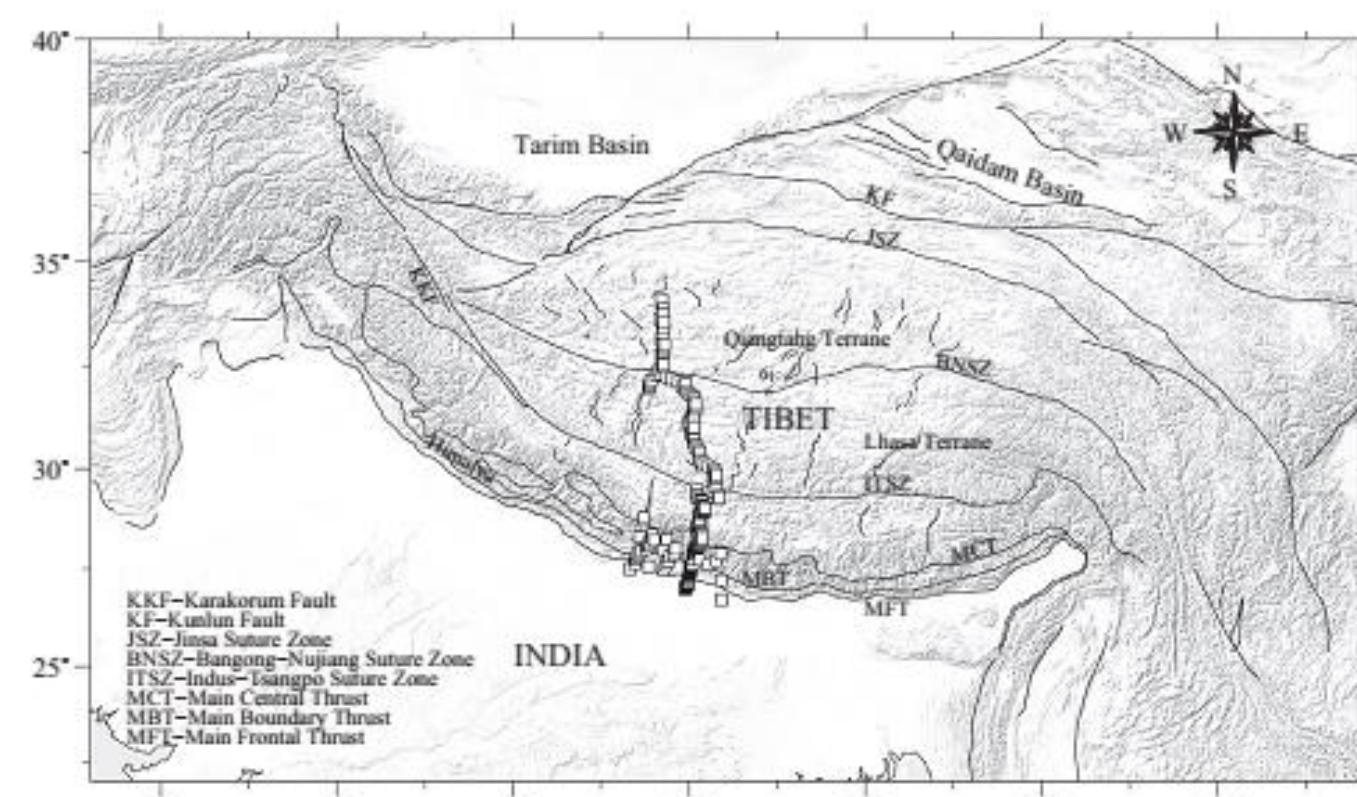 40°
N
W
E
S
Tarim Basin
Qaidam Basin
KF
JSZ
35°
KKF
Qiangtahg Terrane
BNSZ
TIBET
Lhasa Terrane
Himalya
30°
ITSZ
MCT
MBT
MFT
KKF–Karakorum Fault
KF–Kunlun Fault
JSZ–Jinsa Suture Zone
BNSZ–Bangong–Nujiang Suture Zone
ITSZ–Indus–Tsangpo Suture Zone
MCT–Main Central Thrust
MBT–Main Boundary Thrust
MFT–Main Frontal Thrust
INDIA
25°